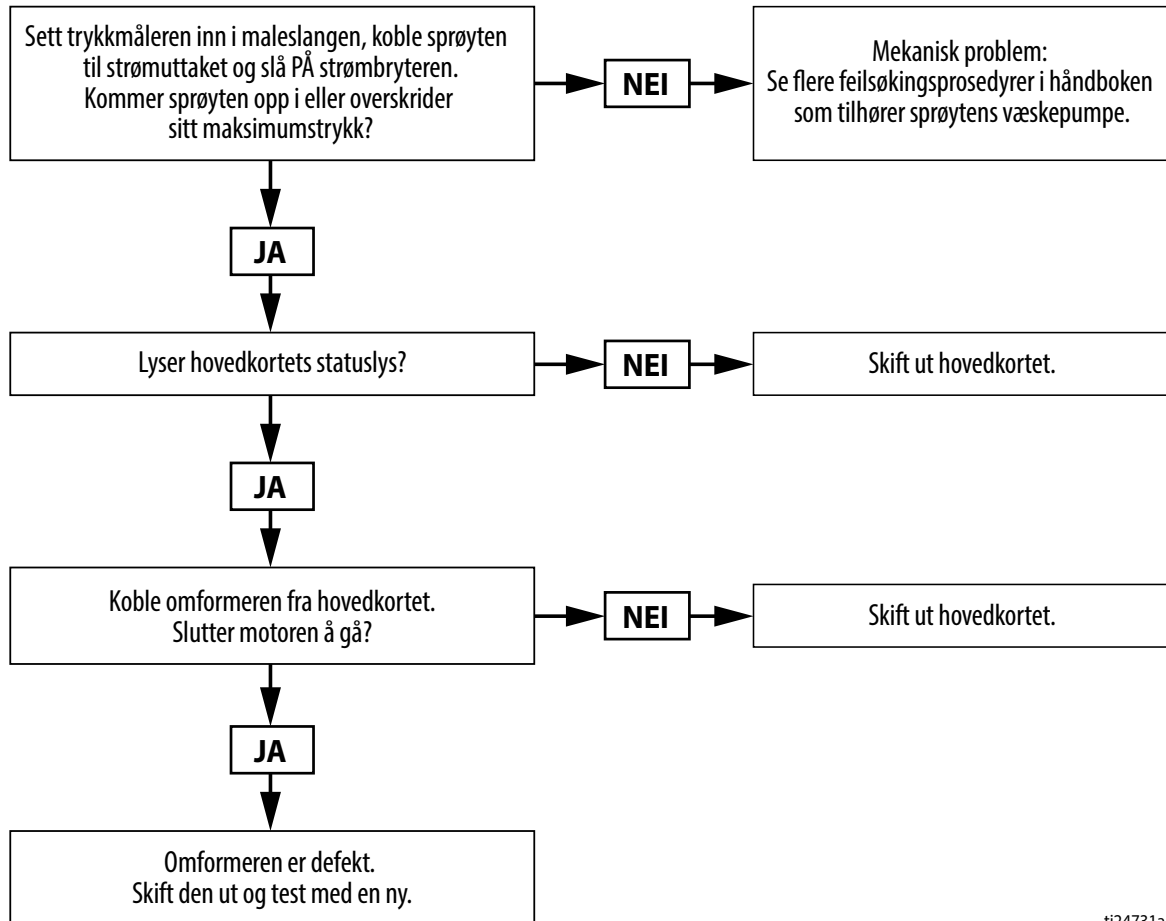 Sett trykkmåleren inn i maleslangen, koble sprøyten
til strømuttaket og slå PÅ strømbryteren.
Kommer sprøyten opp i eller overskrider
sitt maksimumstrykk?
NEI
Mekanisk problem:
Se flere feilsøkingsprosedyrer i håndboken
som tilhører sprøytens væskepumpe.
JA
Lyser hovedkortets statuslys?
NEI
Skift ut hovedkortet.
JA
Koble omformeren fra hovedkortet.
Slutter motoren å gå?
NEI
Skift ut hovedkortet.
JA
Omformeren er defekt.
Skift den ut og test med en ny.
ti24731a